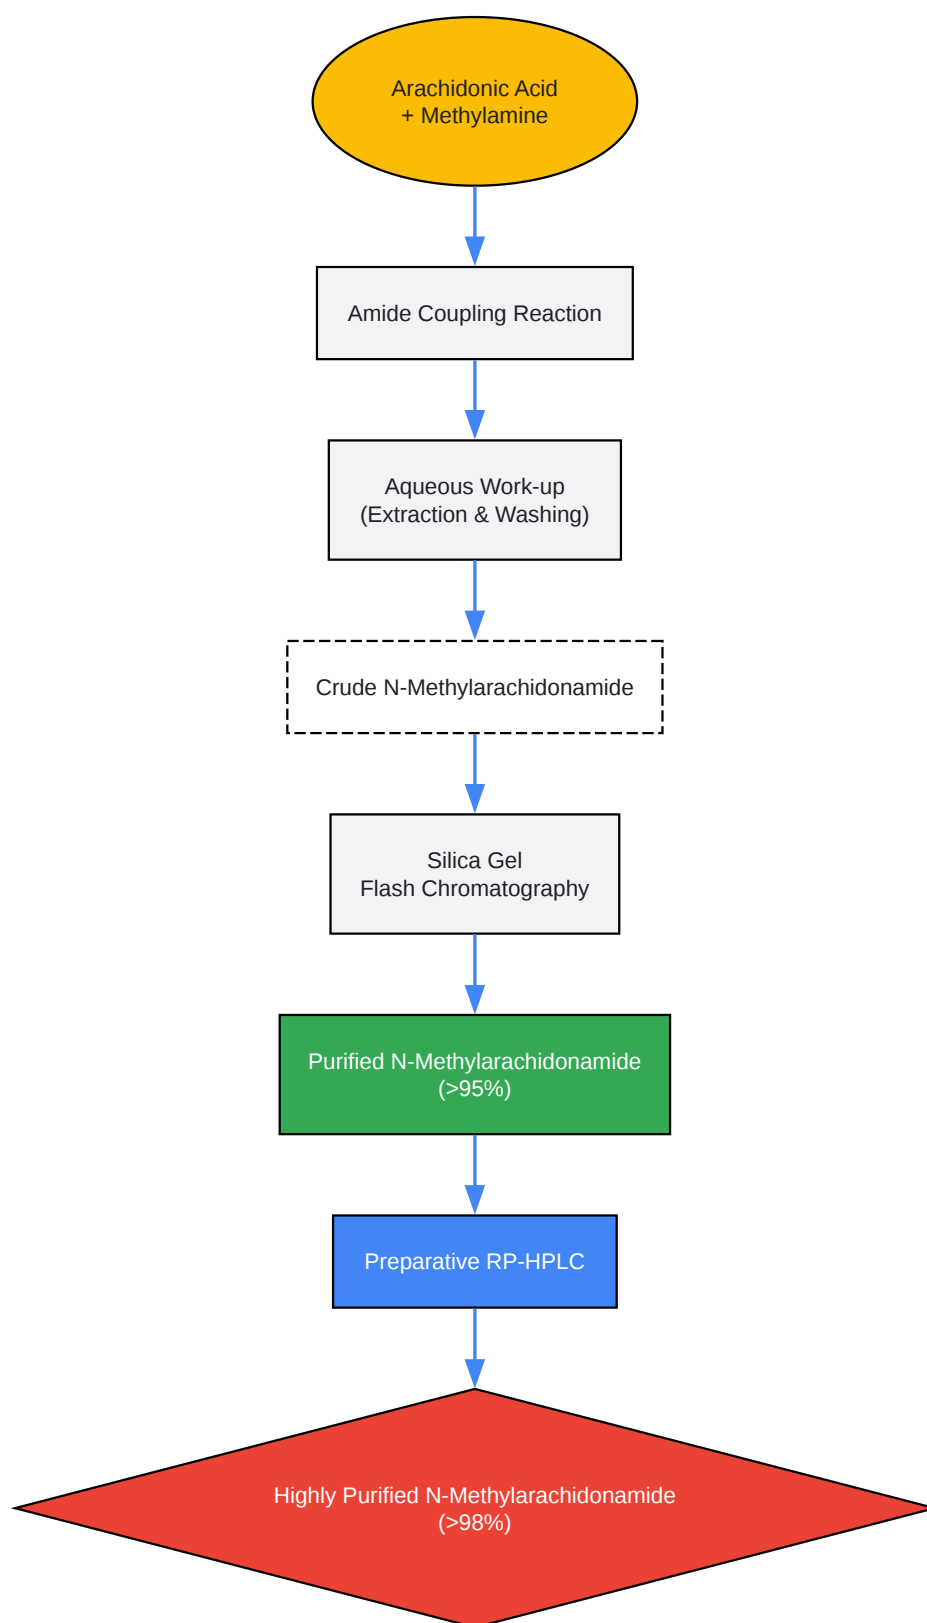 Arachidonic Acid
+ Methylamine
Amide Coupling Reaction
Aqueous Work-up
(Extraction & Washing)
Crude N-Methylarachidonamide
Silica Gel
Flash Chromatography
Purified N-Methylarachidonamide
(>95%)
Preparative RP-HPLC
Highly Purified N-Methylarachidonamide
(>98%)